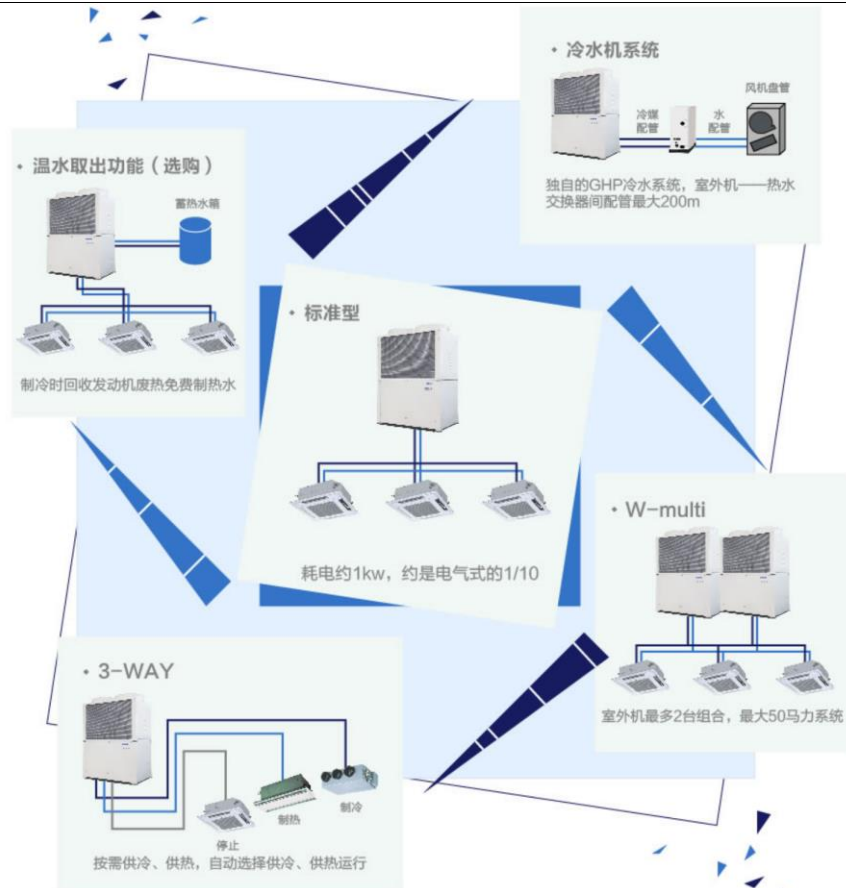 • 冷水机系统
风机盘管
冷媒
配管
水
配管
独自的GHP冷水系统，室外机——热水
交换器间配管最大200m
• 温水取出功能（选购）
蓄热水箱
制冷时回收发动机废热免费制热水
• 标准型
耗电约1kw，约是电气式的1/10
• W-multi
室外机最多2台组合，最大50马力系统
• 3-WAY
制冷
制热
停止
按需供冷、供热，自动选择供冷、供热运行